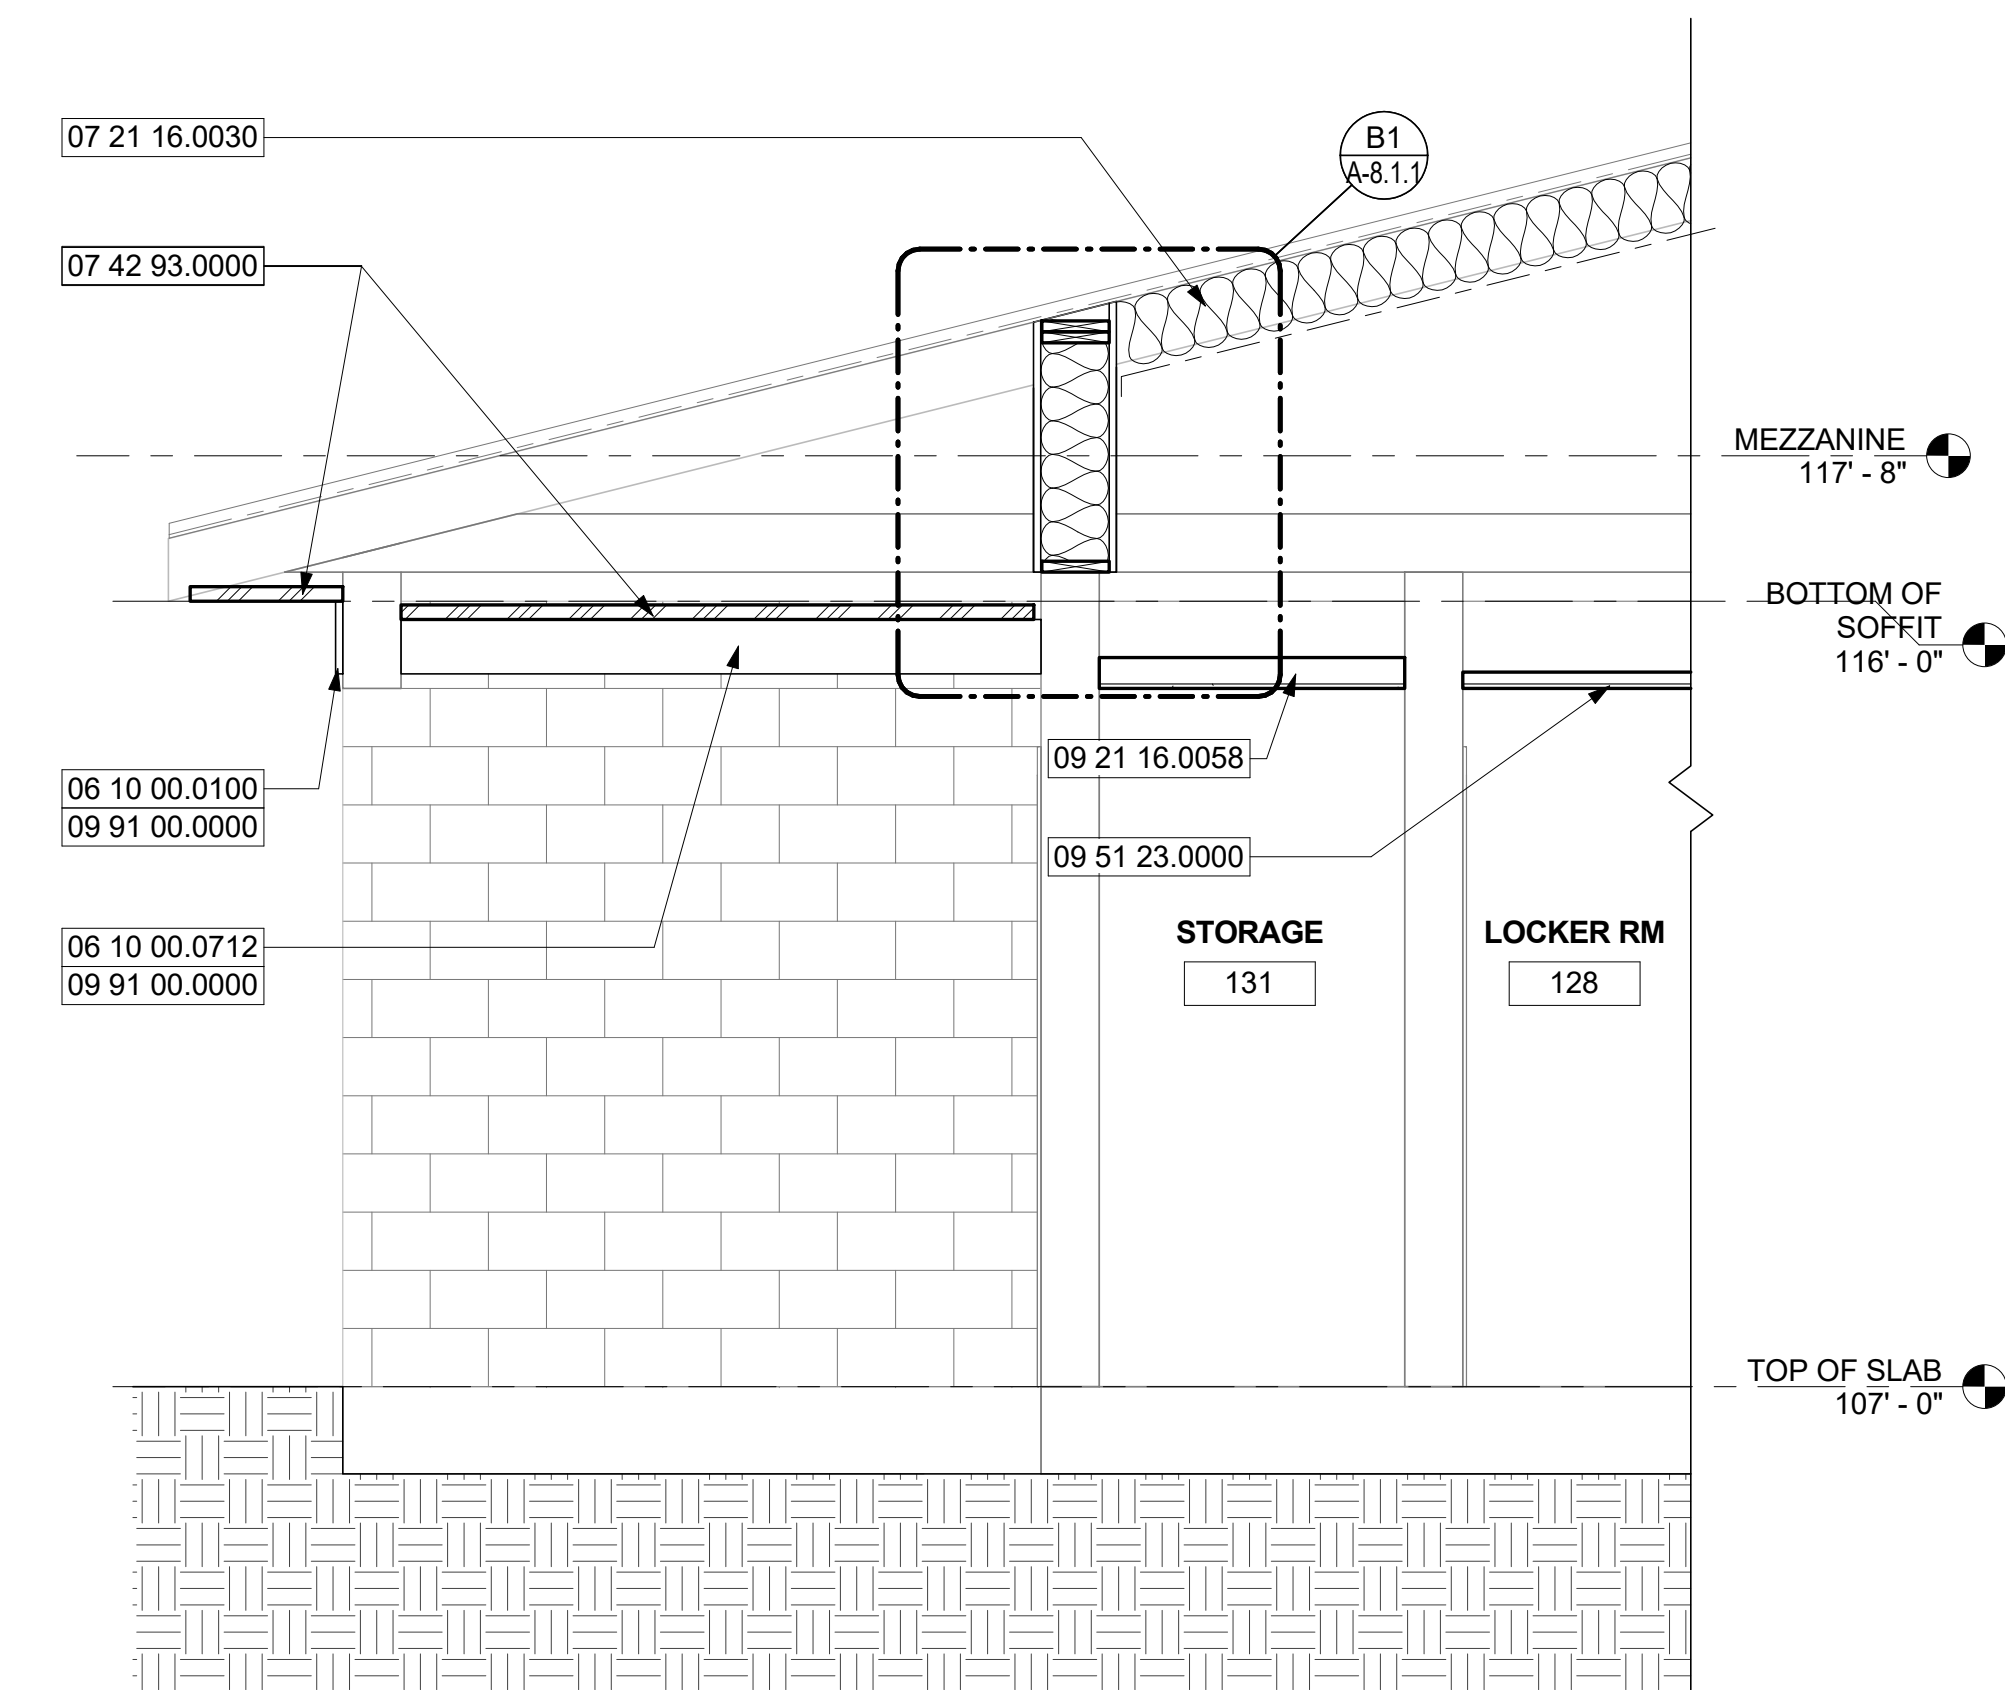 07 21 16.0030
B1
A-8.1.1
07 42 93.0000
MEZZANINE
117' - 8"
BOTTOM OF
SOFFIT
116' - 0"
06 10 00.0100
09 91 00.0000
09 21 16.0058
09 51 23.0000
06 10 00.0712
09 91 00.0000
STORAGE
131
LOCKER RM
128
TOP OF SLAB
107' - 0"